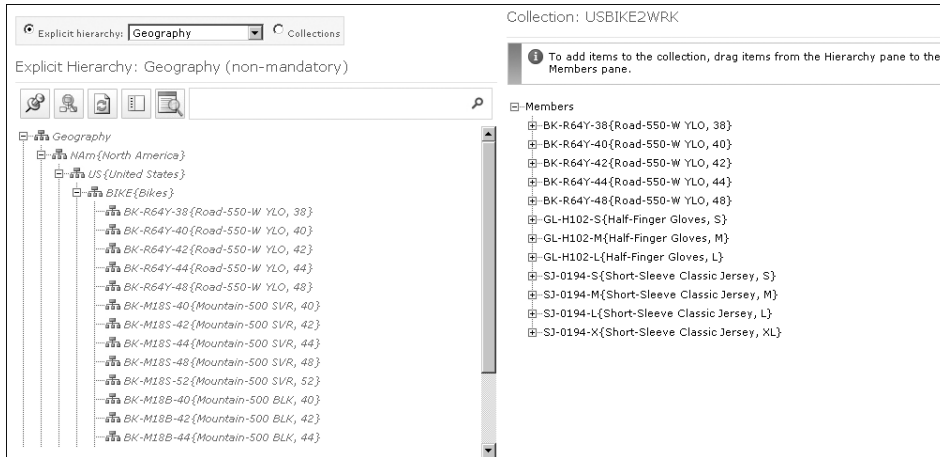 Explicit hierarchy: Geography Collections
Explicit Hierarchy: Geography (non-mandatory)
Geography
NAm{North America}
US{United States}
BIKE{Bikes}
BK-R64Y-38{Road-550-W YLO, 38}
BK-R64Y-40{Road-550-W YLO, 40}
BK-R64Y-42{Road-550-W YLO, 42}
BK-R64Y-44{Road-550-W YLO, 44}
BK-R64Y-48{Road-550-W YLO, 48}
BK-M18S-40{Mountain-500 SVR, 40}
BK-M18S-42{Mountain-500 SVR, 42}
BK-M18S-44{Mountain-500 SVR, 44}
BK-M18S-48{Mountain-500 SVR, 48}
BK-M18S-52{Mountain-500 SVR, 52}
BK-M18B-40{Mountain-500 BLK, 40}
BK-M18B-42{Mountain-500 BLK, 42}
BK-M18B-44{Mountain-500 BLK, 44}
Collection: USBIKE2WRK
To add items to the collection, drag items from the Hierarchy pane to the
Members pane.
Members
BK-R64Y-38{Road-550-W YLO, 38}
BK-R64Y-40{Road-550-W YLO, 40}
BK-R64Y-42{Road-550-W YLO, 42}
BK-R64Y-44{Road-550-W YLO, 44}
BK-R64Y-48{Road-550-W YLO, 48}
GL-H102-S{Half-Finger Gloves, S}
GL-H102-M{Half-Finger Gloves, M}
GL-H102-L{Half-Finger Gloves, L}
SJ-0194-S{Short-Sleeve Classic Jersey, S}
SJ-0194-M{Short-Sleeve Classic Jersey, M}
SJ-0194-L{Short-Sleeve Classic Jersey, L}
SJ-0194-X{Short-Sleeve Classic Jersey, XL}